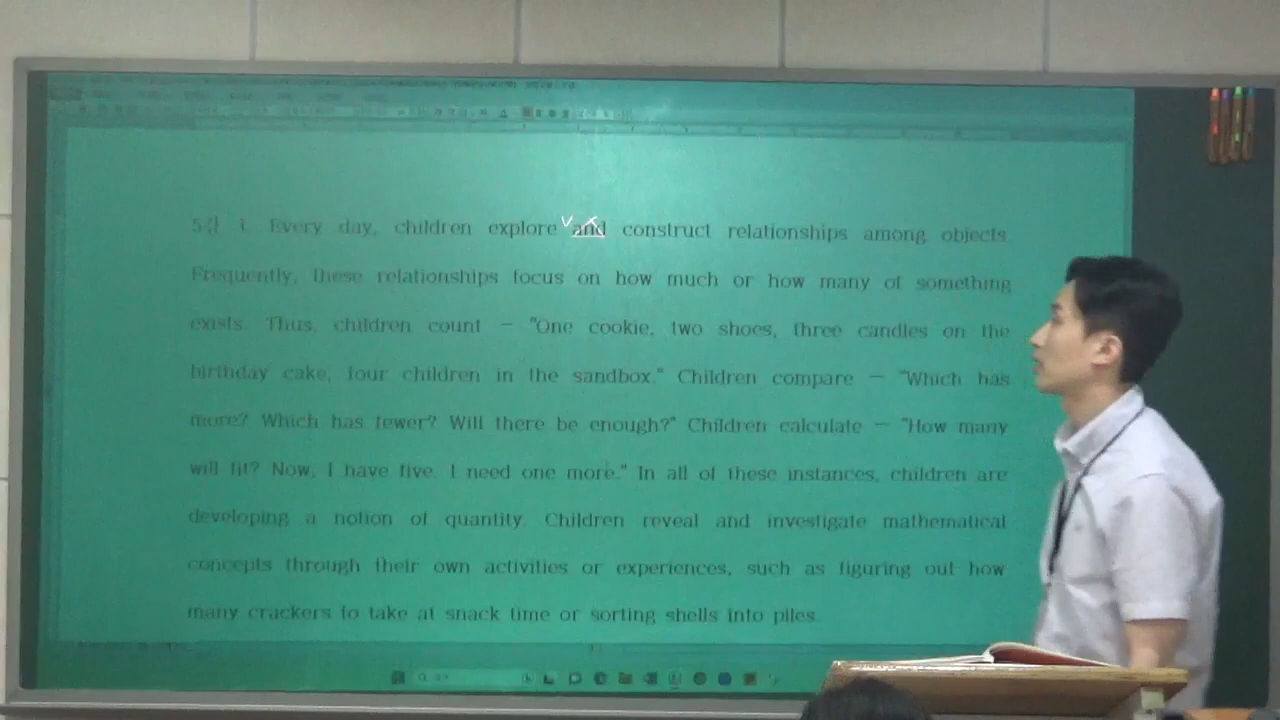 5강 1. Every day, children explore and construct relationships among objects.
Frequently, these relationships focus on how much or how many of something
exists. Thus, children count - "One cookie, two shoes, three candles on the
birthday cake, four children in the sandbox." Children compare - "Which has
more? Which has fewer? Will there be enough?" Children calculate - "How many
will fit? Now, I have five. I need one more." In all of these instances, children are
developing a notion of quantity. Children reveal and investigate mathematical
concepts through their own activities or experiences, such as figuring out how
many crackers to take at snack time or sorting shells into piles.